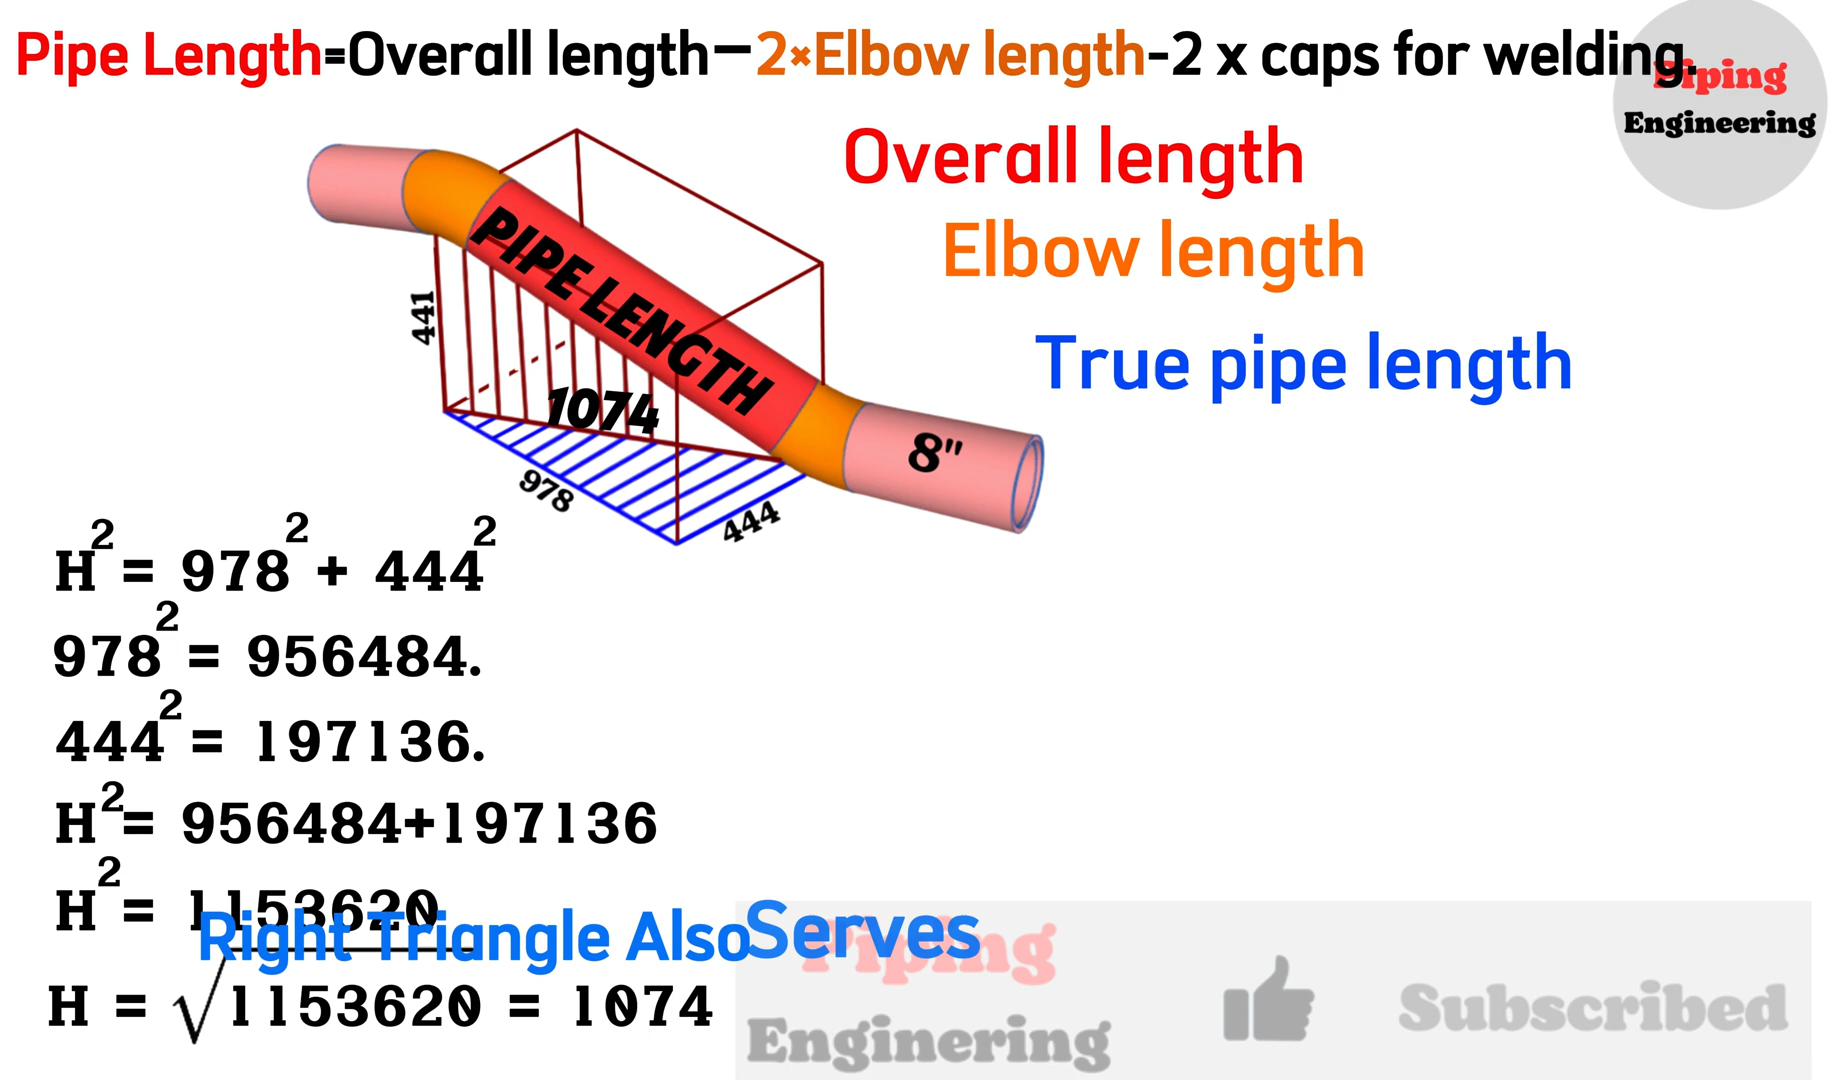 Pipe Length=Overall length−2×Elbow length-2 x caps for welding.
Piping
Engineering
Overall length
Elbow length
True pipe length
PIPE LENGTH
441
1074
978
444
8"
H² = 978² + 444²
978² = 956484.
444² = 197136.
H² = 956484+197136
H² = 1153620
Right Triangle Also Serves
H = √1153620 = 1074
Piping
Enginering
Subscribed